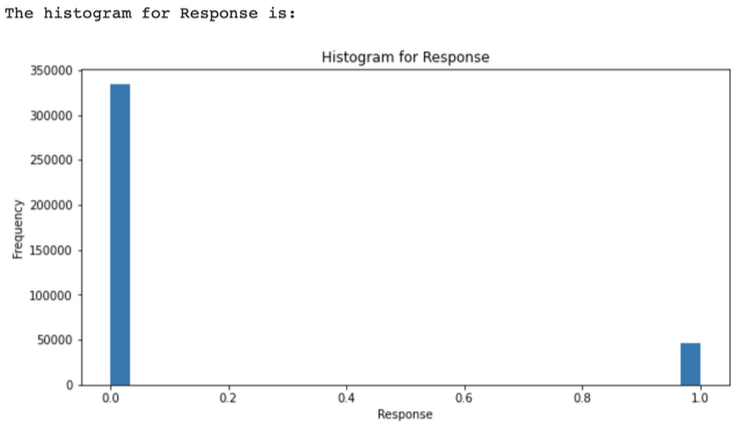 The histogram for Response is:
Histogram for Response
350000
300000
250000
200000
150000
100000
50000
0
Frequency
0.0 0.2 0.4 0.6 0.8 1.0
Response